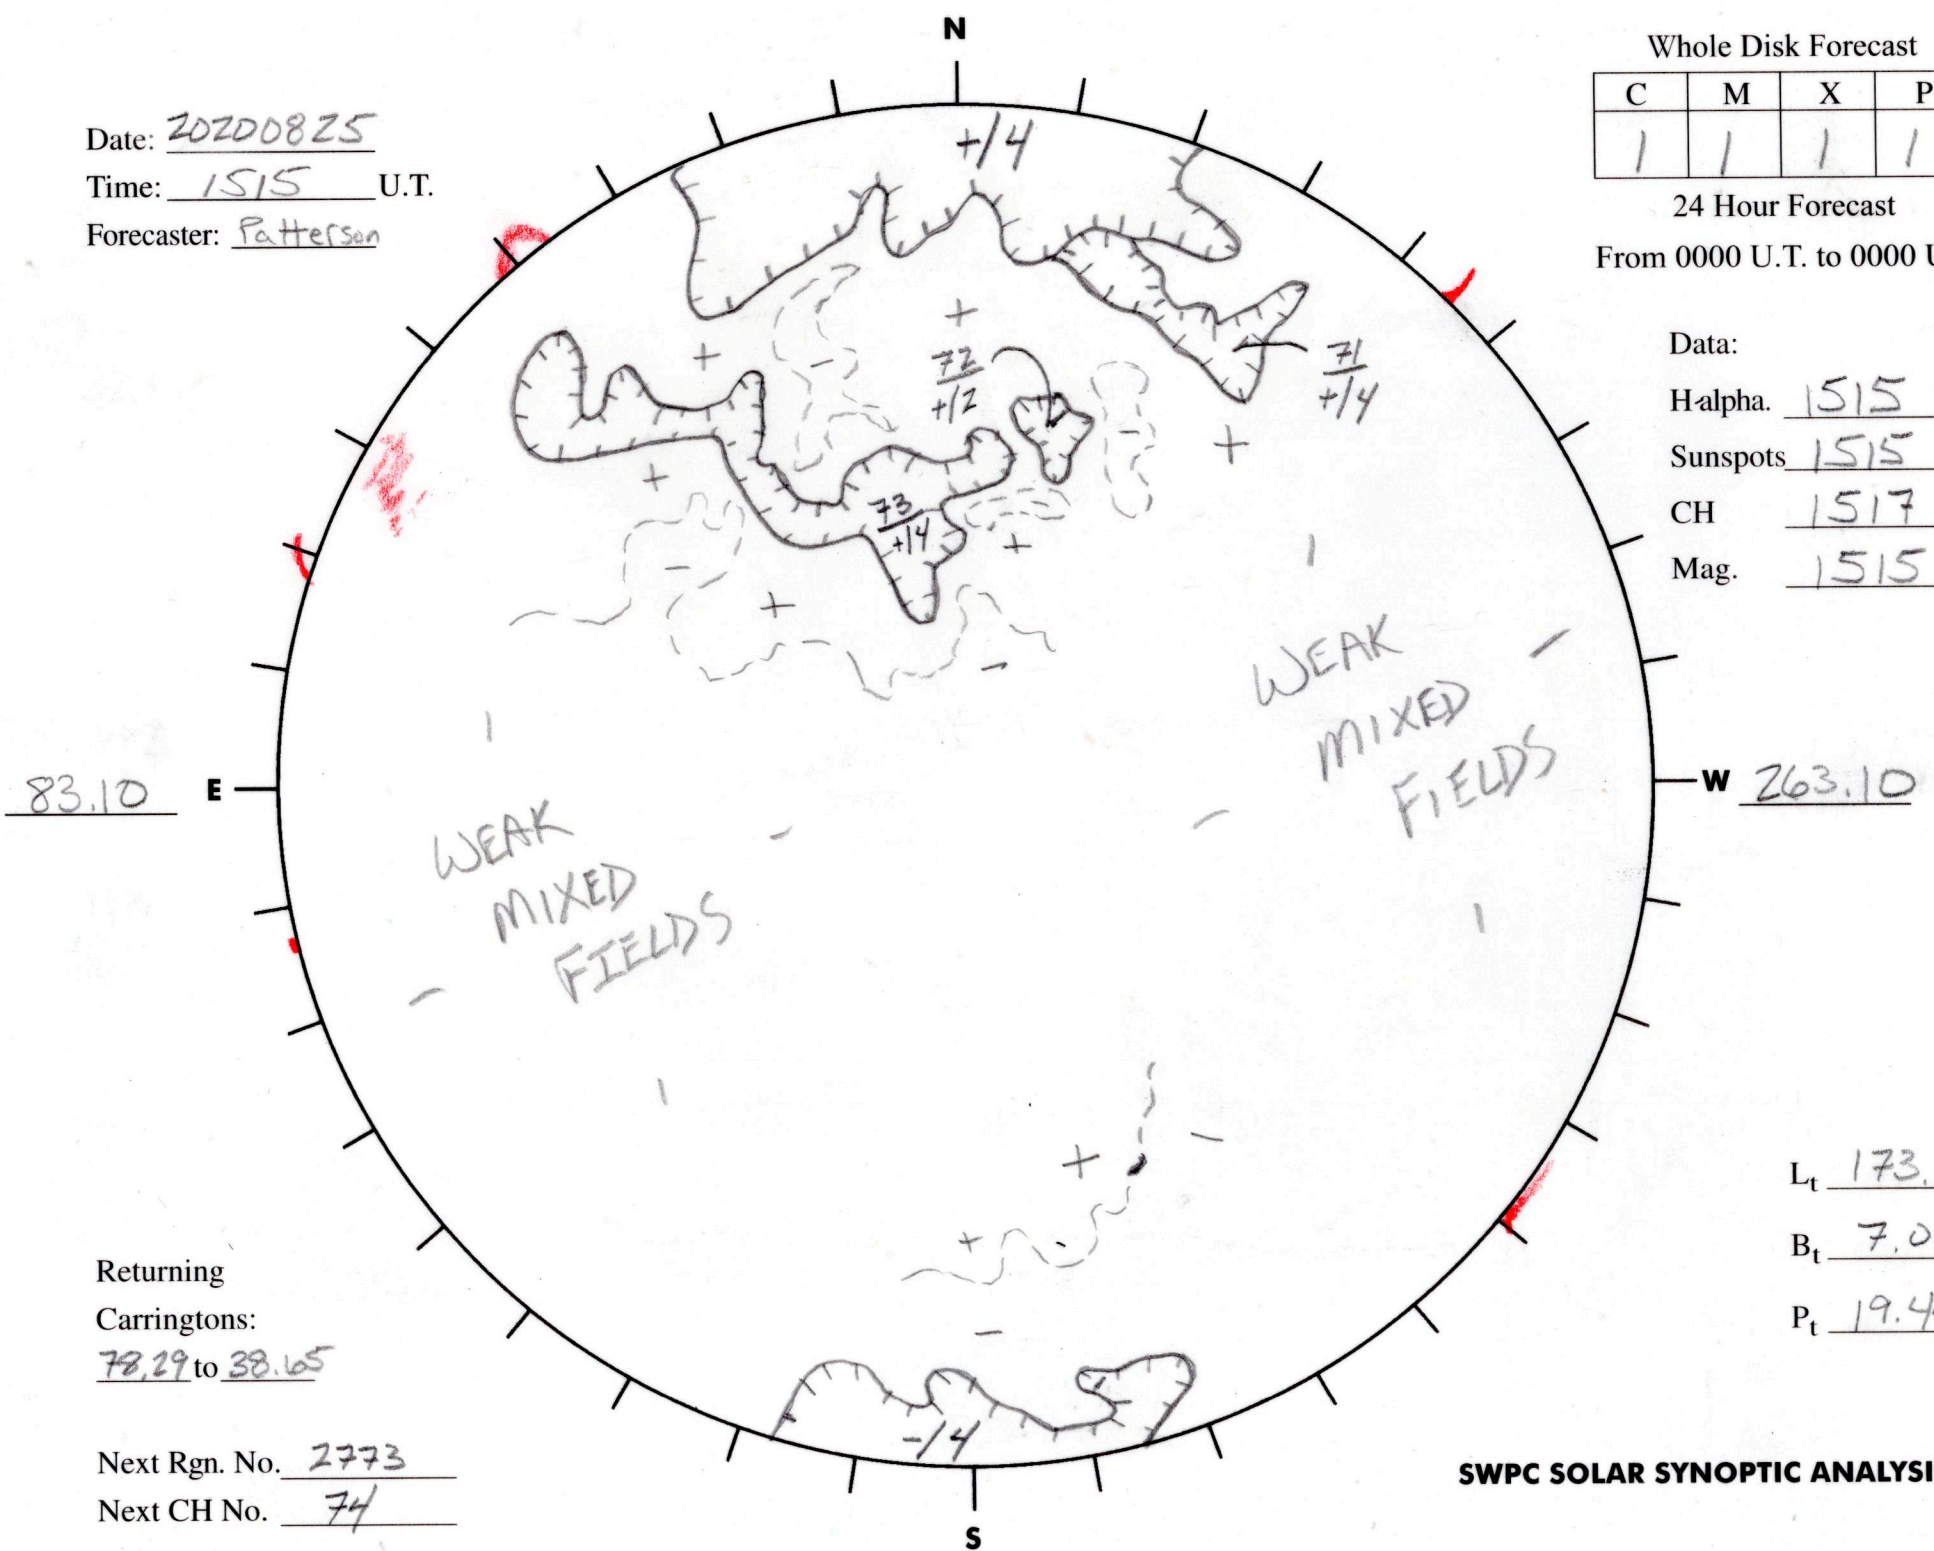 N
Whole Disk Forecast
C M X P
1 1 1 1
24 Hour Forecast
From 0000 U.T. to 0000 U
Date: 20200825
Time: 1515 U.T.
Forecaster: Patterson
+/4
Data:
H-alpha. 1515
Sunspots 1515
CH 1517
Mag. 1515
71
+/4
72
+/2
73
+/4
+
+
+
+
+
+
-
-
-
-
WEAK
MIXED
FIELDS
83.10 E
W 263.10
WEAK
MIXED
FIELDS
+
-
+
-
-/4
Lt 173.
Bt 7.0
Pt 19.4
Returning
Carringtons:
78.29 to 38.65
Next Rgn. No. 2773
Next CH No. 74
SWPC SOLAR SYNOPTIC ANALYSI
S